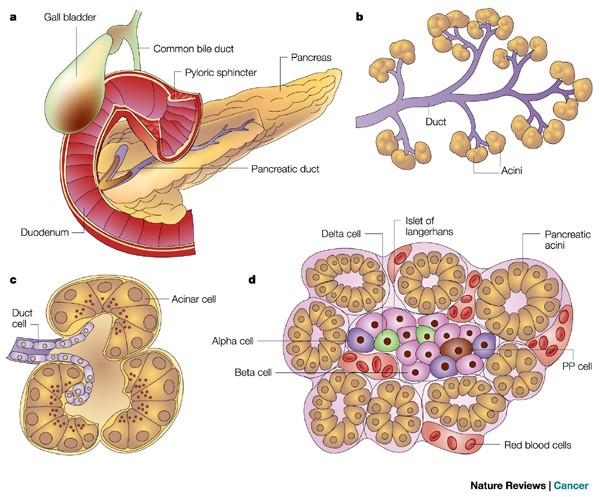 a
Gall bladder
Common bile duct
Pyloric sphincter
Pancreas
Pancreatic duct
Duodenum
b
Duct
Acini
c
Duct
cell
Acinar cell
d
Delta cell
Islet of
langerhans
Pancreatic
acini
Alpha cell
Beta cell
PP cell
Red blood cells
Nature Reviews | Cancer